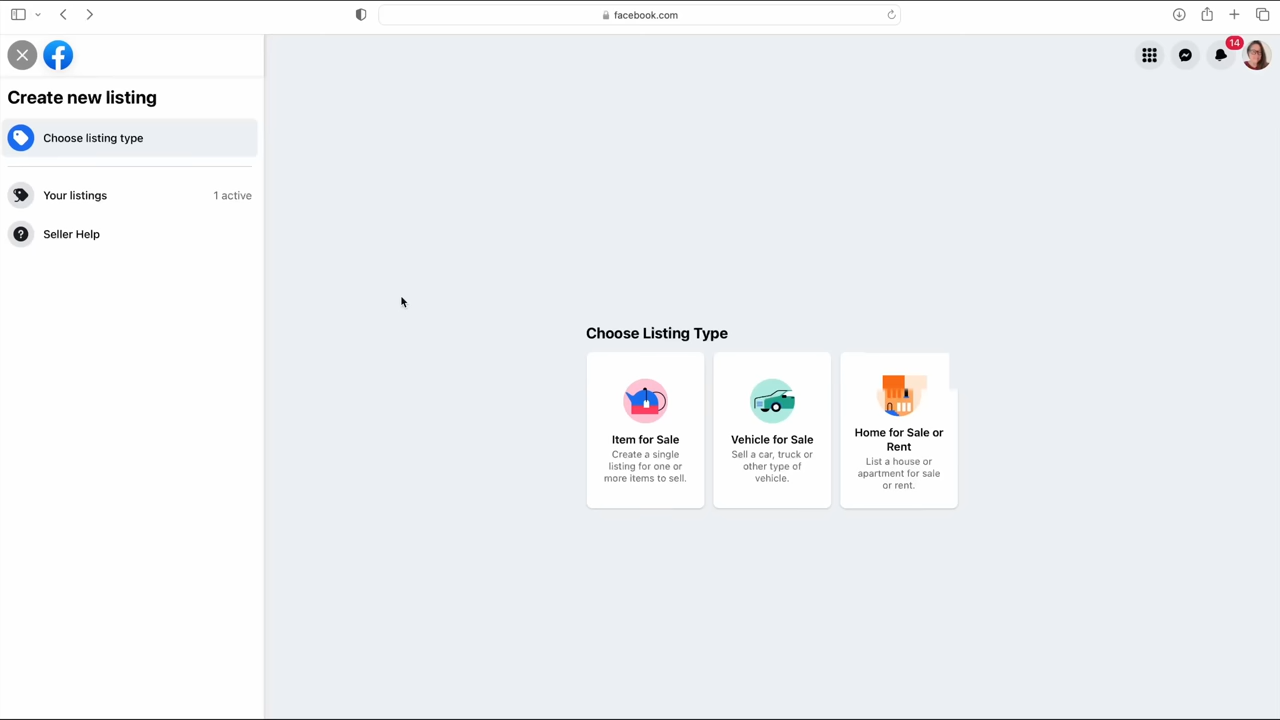 facebook.com
14
Create new listing
Choose listing type
Your listings
1 active
Seller Help
Choose Listing Type
Item for Sale
Create a single
listing for one or
more items to sell.
Vehicle for Sale
Sell a car, truck or
other type of
vehicle.
Home for Sale or
Rent
List a house or
apartment for sale
or rent.